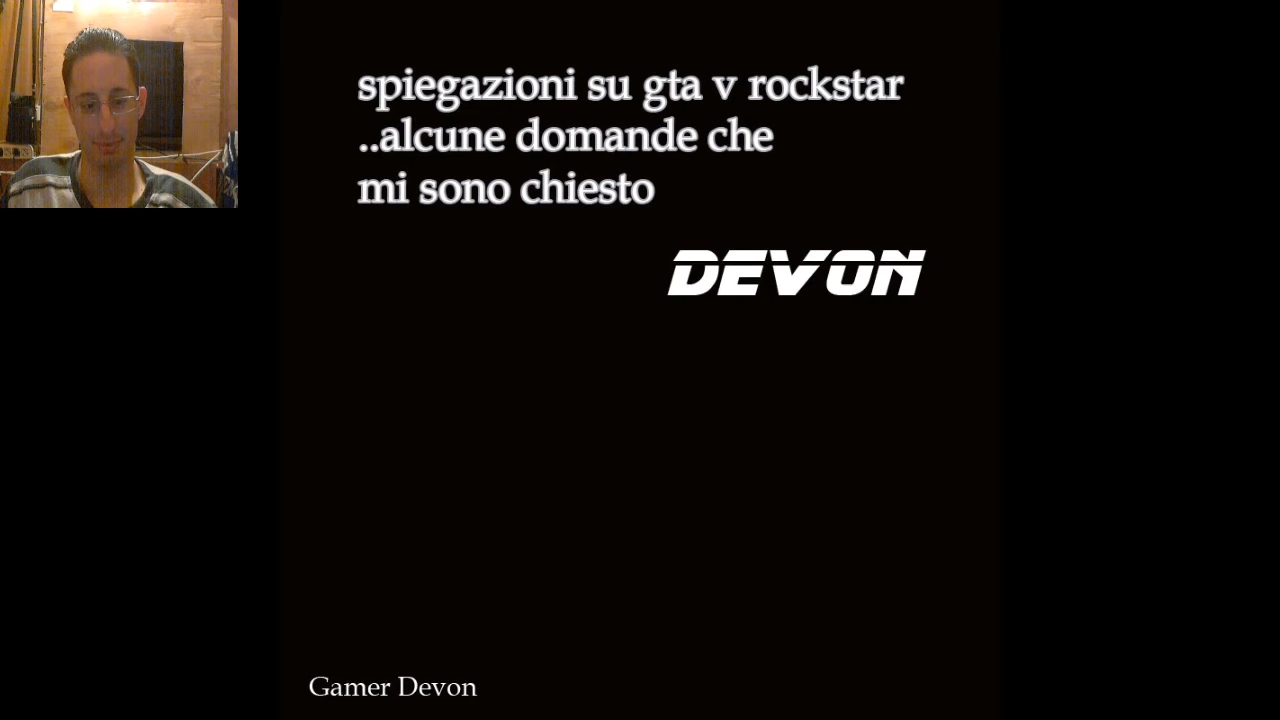 spiegazioni su gta v rockstar
..alcune domande che
mi sono chiesto
DEVON
Gamer Devon